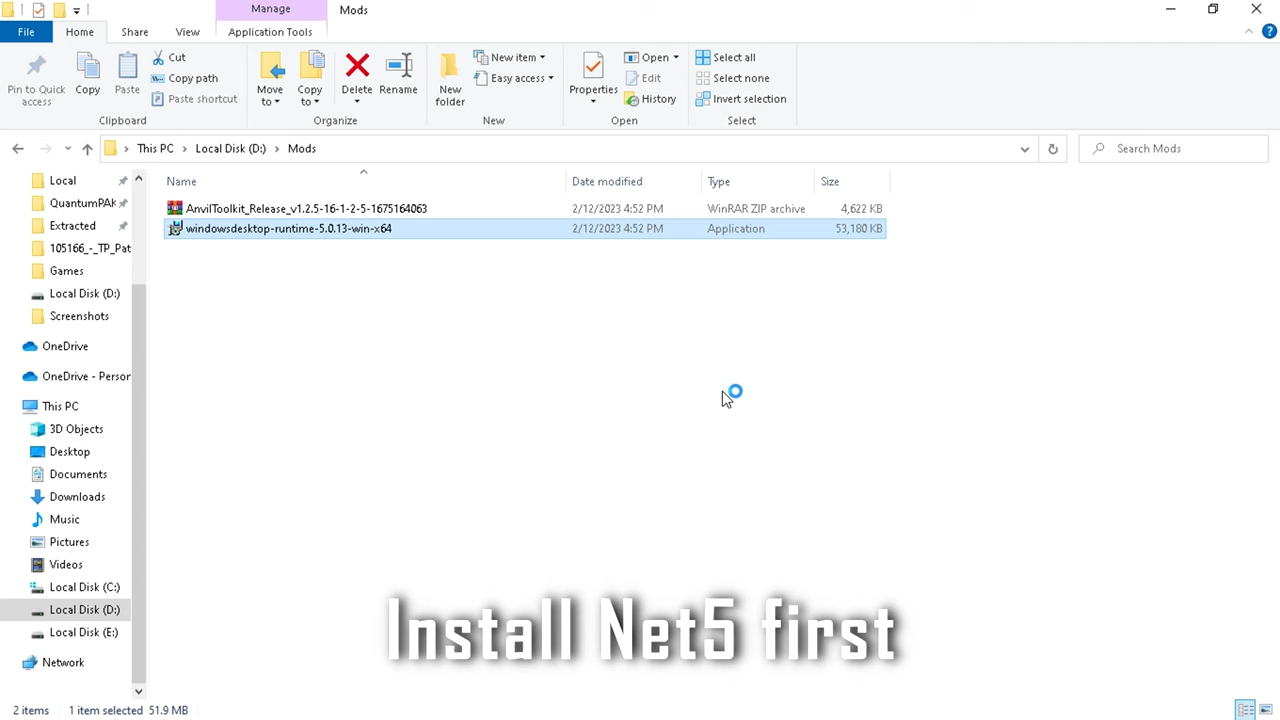 Manage
Mods
File
Home
Share
View
Application Tools
Pin to Quick
access
Copy
Paste
Cut
Copy path
Paste shortcut
Clipboard
Move
to
Copy
to
Delete
Rename
Organize
New
folder
New item
Easy access
New
Properties
Open
Edit
History
Open
Select all
Select none
Invert selection
Select
This PC
Local Disk (D:)
Mods
Search Mods
Name
Date modified
Type
Size
AnvilToolkit_Release_v1.2.5-16-1-2-5-1675164063
2/12/2023 4:52 PM
WinRAR ZIP archive
4,622 KB
windowsdesktop-runtime-5.0.13-win-x64
2/12/2023 4:52 PM
Application
53,180 KB
Local
QuantumPAK
Extracted
105166_-_TP_Pat
Games
Local Disk (D:)
Screenshots
OneDrive
OneDrive - Person
This PC
3D Objects
Desktop
Documents
Downloads
Music
Pictures
Videos
Local Disk (C:)
Local Disk (D:)
Local Disk (E:)
Network
Install Net5 first
2 items
1 item selected 51.9 MB